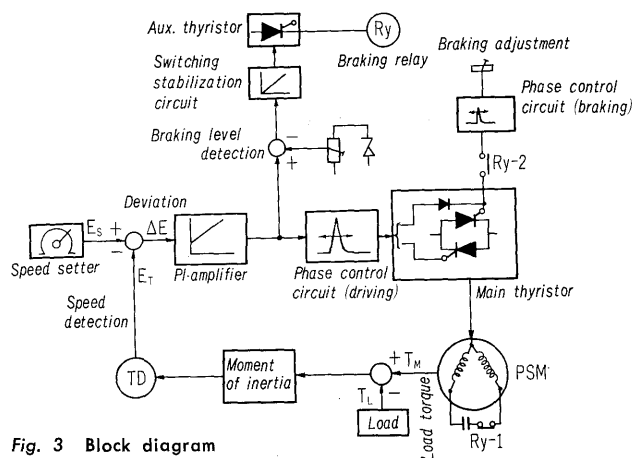 Aux. thyristor
Ry
Braking relay
Switching
stabilization
circuit
Braking adjustment
Phase control
circuit (braking)
Braking level
detection
−
+
Ry-2
Deviation
E_S
+
−
ΔE
E_T
Speed setter
PI-amplifier
Phase control
circuit (driving)
Main thyristor
Speed
detection
TD
Moment
of inertia
+ T_M
T_L −
Load
Load torque
PSM
Ry-1
Fig. 3 Block diagram